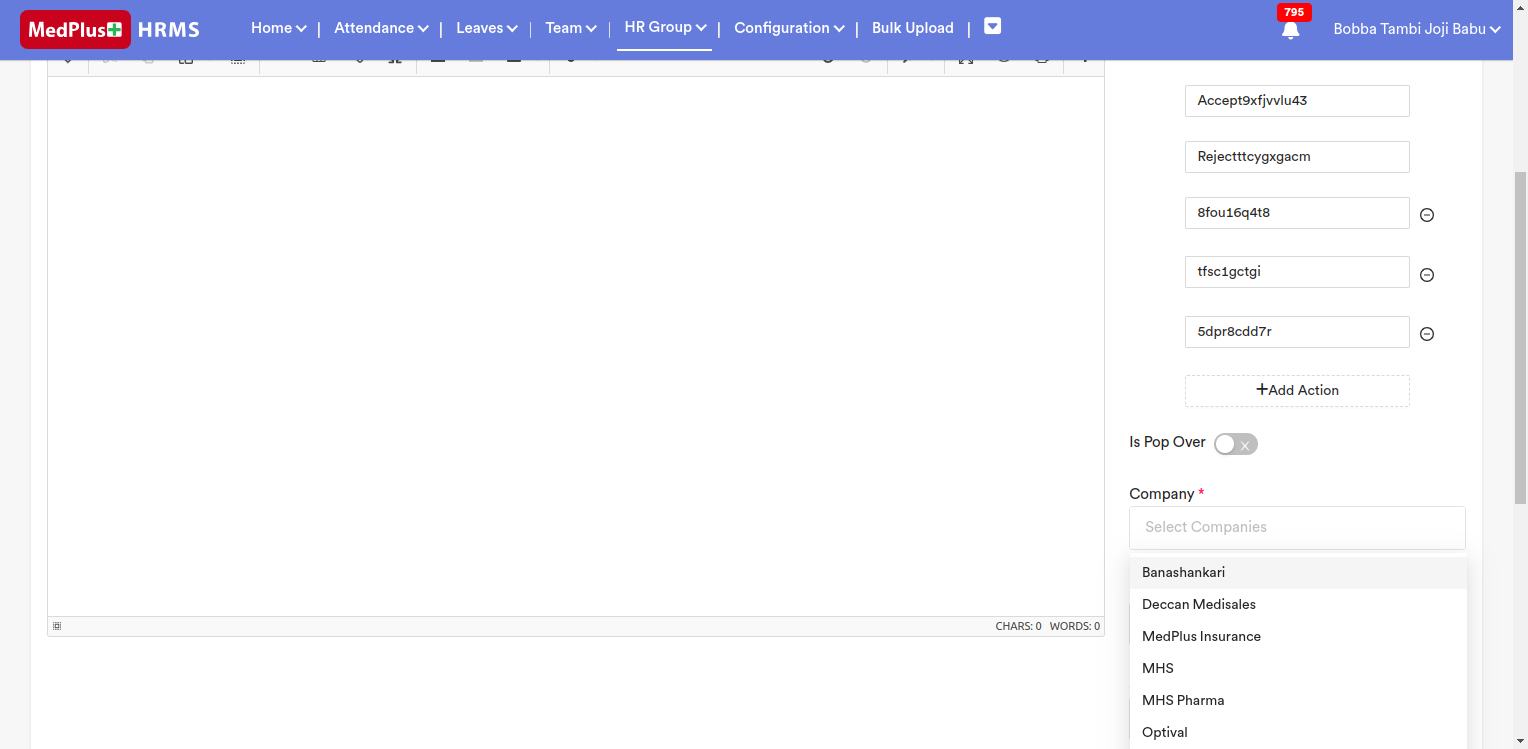 MedPlus HRMS
Home | Attendance | Leaves | Team | HR Group | Configuration | Bulk Upload |
795
Bobba Tambi Joji Babu
Accept9xfjvvlu43
Rejectttcygxgacm
8fou16q4t8
tfsc1gctgi
5dpr8cdd7r
+Add Action
Is Pop Over
Company *
Select Companies
Banashankari
Deccan Medisales
MedPlus Insurance
MHS
MHS Pharma
Optival
CHARS: 0 WORDS: 0